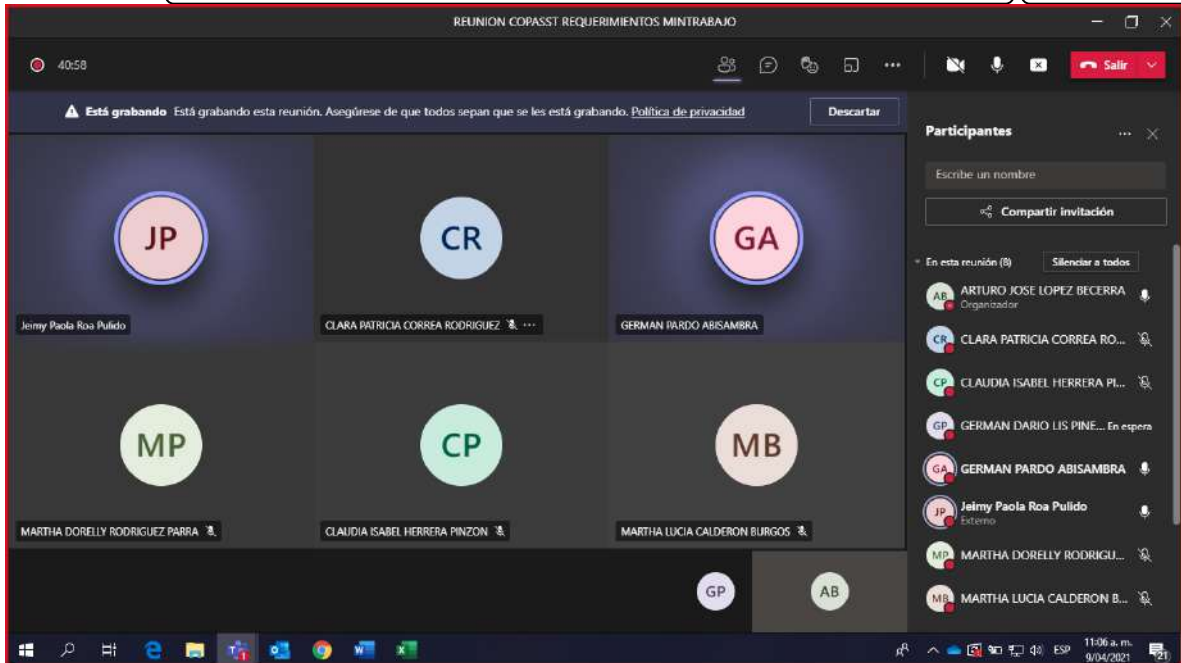 REUNION COPASST REQUERIMIENTOS MINTRABAJO
40:58
Salir
Está grabando Está grabando esta reunión. Asegúrese de que todos sepan que se les está grabando. Política de privacidad
Descartar
JP
CR
GA
Jeimy Paola Roa Pulido
CLARA PATRICIA CORREA RODRIGUEZ
GERMAN PARDO ABISAMBRA
MP
CP
MB
MARTHA DORELLY RODRIGUEZ PARRA
CLAUDIA ISABEL HERRERA PINZON
MARTHA LUCIA CALDERON BURGOS
GP
AB
Participantes
Escribe un nombre
Compartir invitación
En esta reunión (8)
Silenciar a todos
AB ARTURO JOSE LOPEZ BECERRA
Organizador
CR CLARA PATRICIA CORREA RO...
CP CLAUDIA ISABEL HERRERA PI...
GP GERMAN DARIO LIS PINE... En espera
GA GERMAN PARDO ABISAMBRA
JP Jeimy Paola Roa Pulido
Externo
MP MARTHA DORELLY RODRIGU...
MB MARTHA LUCIA CALDERON B...
ESP
11:06 a. m.
9/04/2021
21